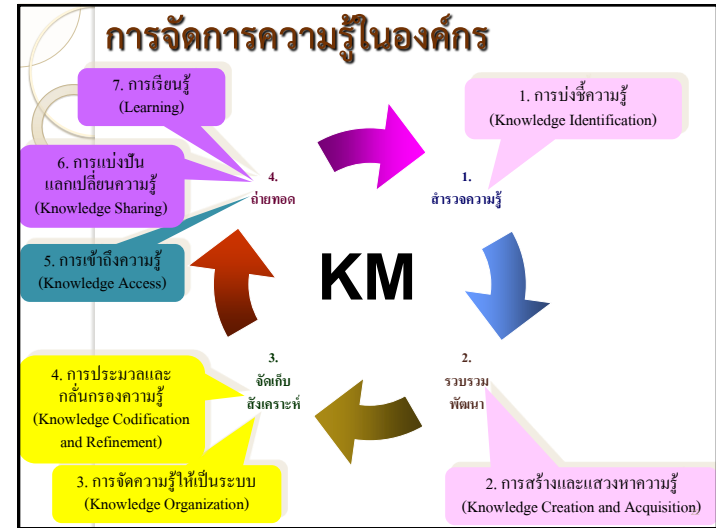 การจัดการความรู้ในองค์กร
7. การเรียนรู้
(Learning)
1. การบ่งชี้ความรู้
(Knowledge Identification)
6. การแบ่งปัน
แลกเปลี่ยนความรู้
(Knowledge Sharing)
4.
ถ่ายทอด
1.
สำรวจความรู้
5. การเข้าถึงความรู้
(Knowledge Access)
KM
4. การประมวลและ
กลั่นกรองความรู้
(Knowledge Codification
and Refinement)
3.
จัดเก็บ
สังเคราะห์
2.
รวบรวม
พัฒนา
3. การจัดความรู้ให้เป็นระบบ
(Knowledge Organization)
2. การสร้างและแสวงหาความรู้
(Knowledge Creation and Acquisition)